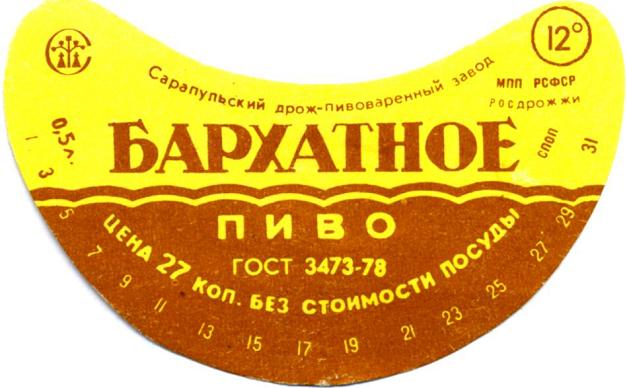 12°
Сарапульский дрож-пивоваренный завод
МПП РСФСР
РОСДРОЖЖИ
0,5 л.
БАРХАТНОЕ
СПОП
ПИВО
ГОСТ 3473-78
ЦЕНА 27 КОП. БЕЗ СТОИМОСТИ ПОСУДЫ
1 3 5 7 9 11 13 15 17 19 21 23 25 27 29 31